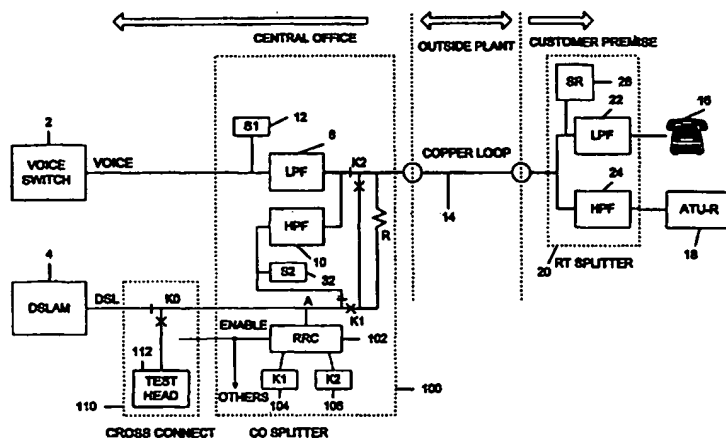 CENTRAL OFFICE
OUTSIDE PLANT
CUSTOMER PREMISE
2
VOICE SWITCH
VOICE
S1
12
6
LPF
K2
COPPER LOOP
14
SR
26
22
LPF
16
24
HPF
ATU-R
18
20
RT SPLITTER
HPF
10
R
S2
32
4
DSLAM
DSL
K0
A
K1
ENABLE
RRC
102
112
TEST HEAD
110
OTHERS
K1
104
K2
106
100
CROSS CONNECT
CO SPLITTER